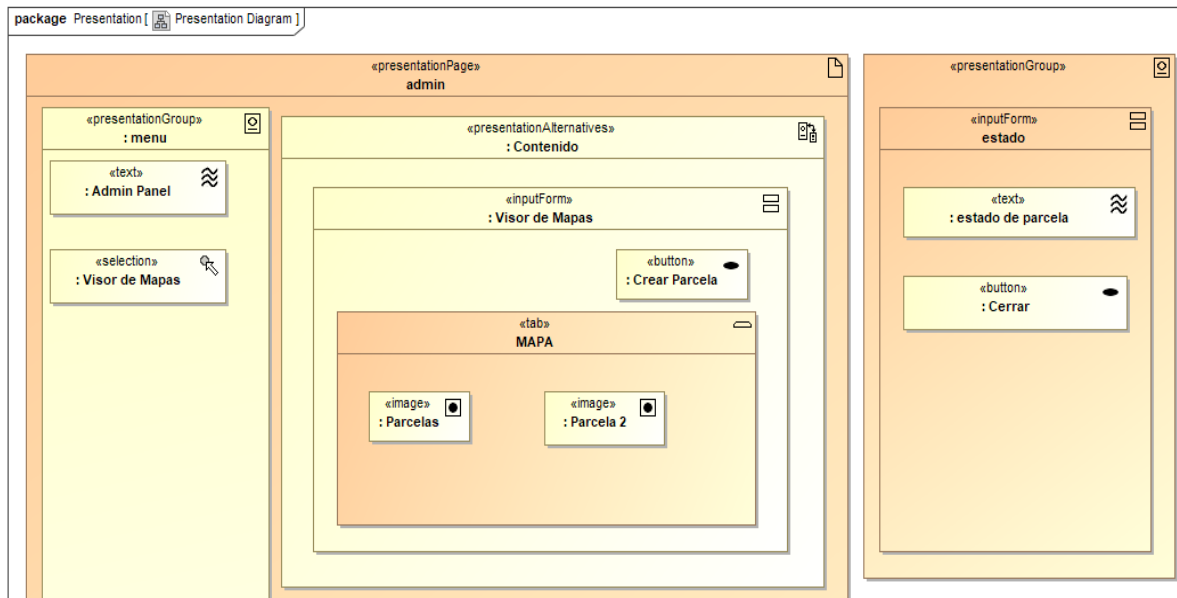 package Presentation [ Presentation Diagram ]
«presentationPage»
admin
«presentationGroup»
: menu
«text»
: Admin Panel
«selection»
: Visor de Mapas
«presentationAlternatives»
: Contenido
«inputForm»
: Visor de Mapas
«button»
: Crear Parcela
«tab»
MAPA
«image»
: Parcelas
«image»
: Parcela 2
«presentationGroup»
«inputForm»
estado
«text»
: estado de parcela
«button»
: Cerrar